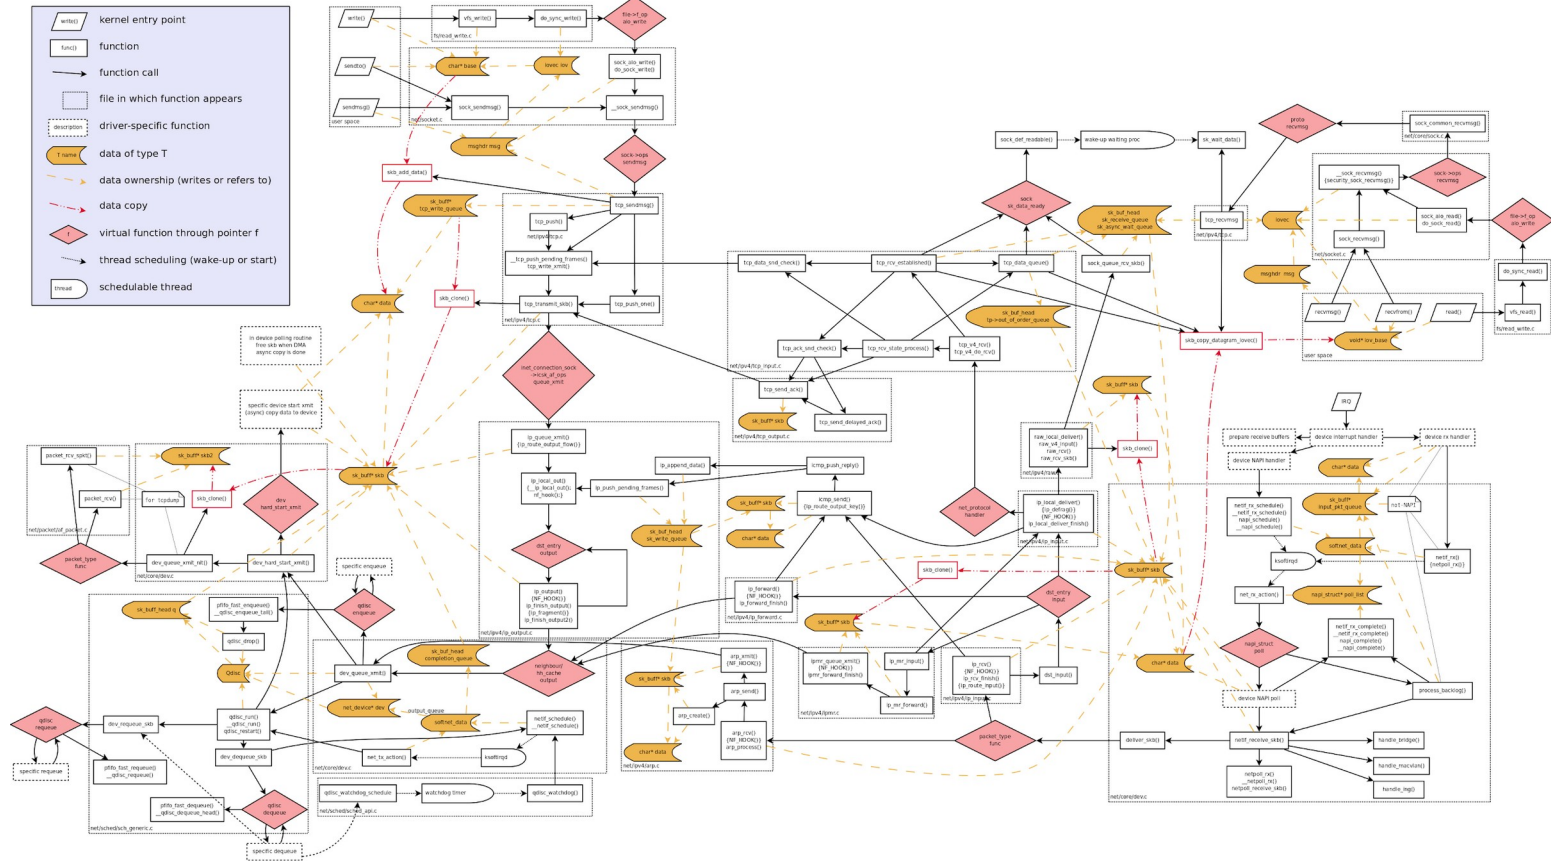 write()
kernel entry point
func()
function
function call
file in which function appears
description
driver-specific function
T name
data of type T
data ownership (writes or refers to)
data copy
f
virtual function through pointer f
thread scheduling (wake-up or start)
thread
schedulable thread
write()
vfs_write()
do_sync_write()
file->f_op
aio_write
fs/read_write.c
sendto()
char* base
iovec iov
sock_aio_write()
do_sock_write()
sendmsg()
sock_sendmsg()
__sock_sendmsg()
user space
net/socket.c
msghdr msg
sock->ops
sendmsg
skb_add_data()
sk_buff*
tcp_write_queue
tcp_sendmsg()
tcp_push()
net/ipv4/tcp.c
__tcp_push_pending_frames()
tcp_write_xmit()
char* data
skb_clone()
tcp_transmit_skb()
tcp_push_one()
net/ipv4/tcp.c
in device polling routine
free skb when DMA
async copy is done
specific device start xmit
(async) copy data to device
inet_connection_sock
->icsk_af_ops
queue_xmit
sock_def_readable()
wake-up waiting proc
sk_wait_data()
proto
recvmsg
sock_common_recvmsg()
net/core/sock.c
__sock_recvmsg()
{security_sock_recvmsg()}
sock->ops
recvmsg
sock
sk_data_ready
sk_buf_head
sk_receive_queue
sk_async_wait_queue
tcp_recvmsg
net/ipv4/tcp.c
iovec
sock_aio_read()
do_sock_read()
file->f_op
aio_write
sock_recvmsg()
net/socket.c
tcp_data_snd_check()
tcp_rcv_established()
tcp_data_queue()
sock_queue_rcv_skb()
msghdr msg
do_sync_read()
sk_buf_head
tp->out_of_order_queue
recvmsg()
recvfrom()
read()
vfs_read()
fs/read_write.c
tcp_ack_snd_check()
tcp_rcv_state_process()
tcp_v4_rcv()
tcp_v4_do_rcv()
net/ipv4/tcp_input.c
skb_copy_datagram_iovec()
void* iov_base
user space
tcp_send_ack()
sk_buff* skb
tcp_send_delayed_ack()
net/ipv4/tcp_output.c
sk_buff* skb
IRQ
packet_rcv_spkt()
sk_buff* skb2
packet_rcv()
skb_clone()
for tcpdump
net/packet/af_packet.c
dev
hard_start_xmit
sk_buff* skb
packet_type
func
dev_queue_xmit_nit()
dev_hard_start_xmit()
net/core/dev.c
ip_queue_xmit()
{ip_route_output_flow()}
ip_local_out()
{__ip_local_out();
nf_hook();}
ip_append_data()
icmp_push_reply()
ip_push_pending_frames()
sk_buff* skb
icmp_send()
{ip_route_output_key()}
sk_buf_head
sk_write_queue
char* data
dst_entry
output
ip_output()
{NF_HOOK()}
ip_finish_output()
{ip_fragment()}
ip_finish_output2()
net/ipv4/ip_output.c
raw_local_deliver()
raw_v4_input()
raw_rcv()
raw_rcv_skb()
net/ipv4/raw.c
skb_clone()
net_protocol
handler
ip_local_deliver()
{ip_defrag()}
{NF_HOOK()}
ip_local_deliver_finish()
net/ipv4/ip_input.c
prepare receive buffers
device interrupt handler
device rx handler
device NAPI handler
char* data
sk_buff*
input_pkt_queue
not-NAPI
netif_rx_schedule()
__netif_rx_schedule()
napi_schedule()
__napi_schedule()
softnet_data
ksoftirqd
netif_rx()
{netpoll_rx()}
skb_clone()
sk_buff* skb
ip_forward()
{NF_HOOK()}
ip_forward_finish()
net/ipv4/ip_forward.c
dst_entry
input
net_rx_action()
napi_struct* poll_list
sk_buff* skb
netif_rx_complete()
__netif_rx_complete()
napi_complete()
__napi_complete()
napi_struct
poll
specific enqueue
sk_buff_head q
pfifo_fast_enqueue()
__qdisc_enqueue_tail()
qdisc
enqueue
qdisc_drop()
sk_buf_head
completion_queue
neighbour/
hh_cache
output
arp_xmit()
{NF_HOOK()}
ipmr_queue_xmit()
{NF_HOOK()}
ipmr_forward_finish()
ip_mr_input()
ip_rcv()
{NF_HOOK()}
ip_rcv_finish()
{ip_route_input()}
dst_input()
char* data
Qdisc
dev_queue_xmit()
sk_buff* skb
arp_send()
ip_mr_forward()
net/ipv4/ipmr.c
net/ipv4/ip_input.c
device NAPI poll
process_backlog()
net_device* dev
output_queue
softnet_data
netif_schedule()
__netif_schedule()
arp_create()
qdisc
requeue
dev_requeue_skb
qdisc_run()
__qdisc_run()
qdisc_restart()
char* data
arp_rcv()
{NF_HOOK()}
arp_process()
net/ipv4/arp.c
packet_type
func
deliver_skb()
netif_receive_skb()
handle_bridge()
dev_dequeue_skb
net_tx_action()
ksoftirqd
net/core/dev.c
specific requeue
pfifo_fast_requeue()
__qdisc_requeue()
handle_macvlan()
netpoll_rx()
__netpoll_rx()
netpoll_receive_skb()
handle_ing()
net/core/dev.c
qdisc_watchdog_schedule
watchdog timer
qdisc_watchdog()
net/sched/sched_api.c
pfifo_fast_dequeue()
__qdisc_dequeue_head()
qdisc
dequeue
net/sched/sch_generic.c
specific dequeue